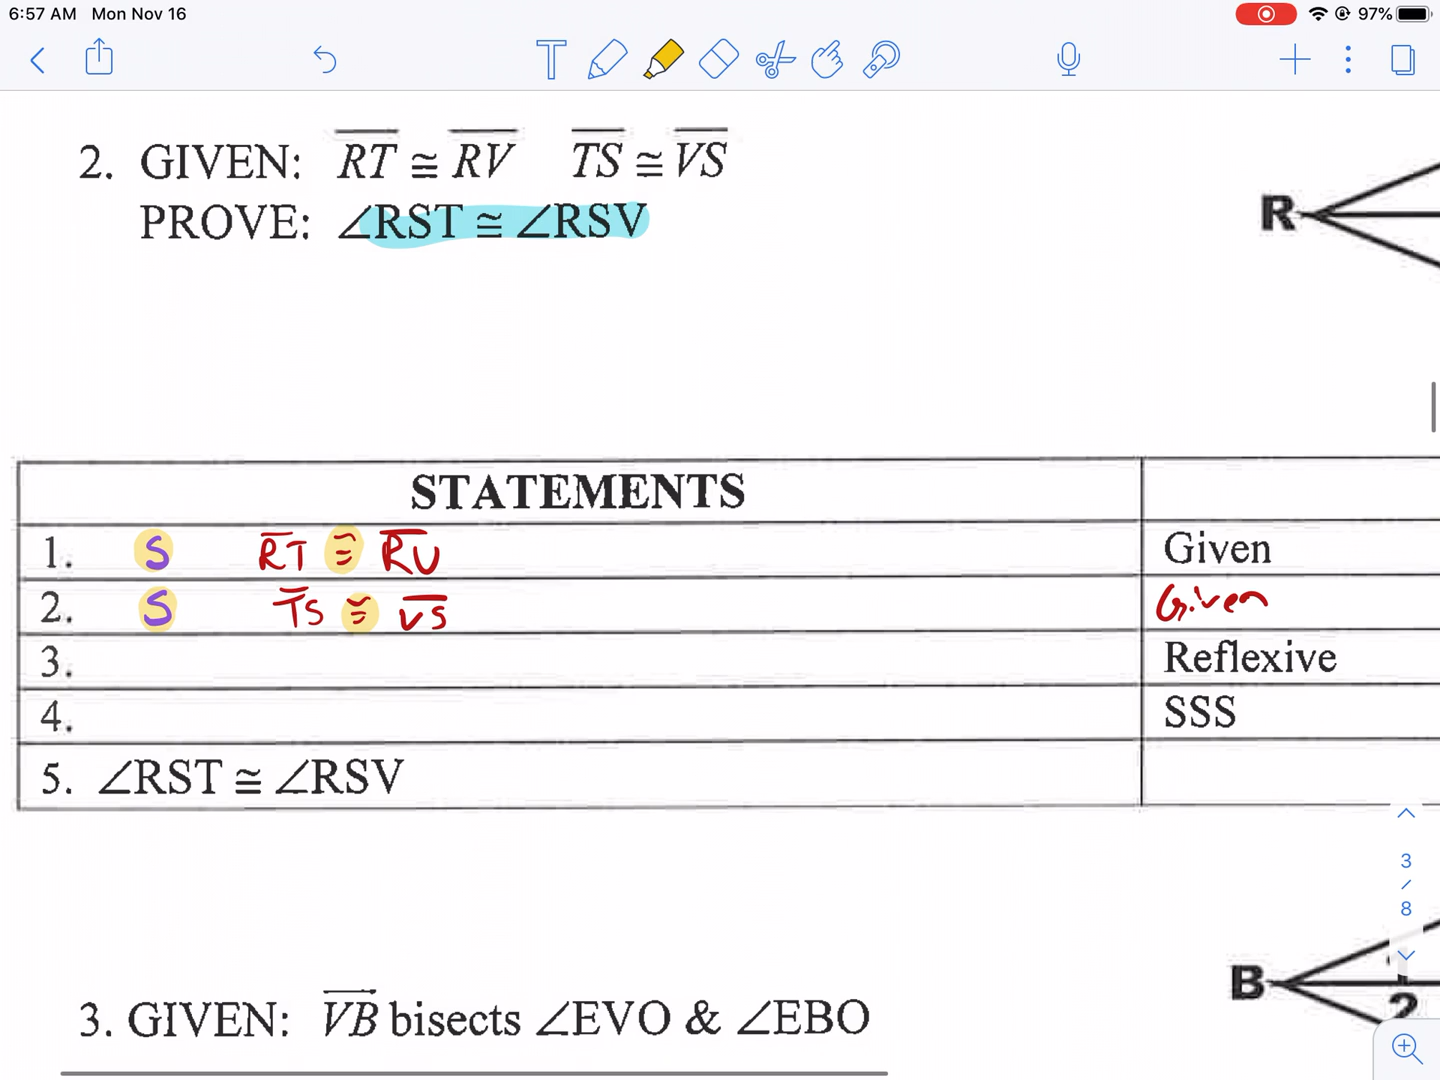 6:57 AM Mon Nov 16 97%
2. GIVEN: RT ≅ RV TS ≅ VS
PROVE: ∠RST ≅ ∠RSV
R
STATEMENTS
1. S RT ≅ RV Given
2. S TS ≅ VS Given
3. Reflexive
4. SSS
5. ∠RST ≅ ∠RSV
3
/
8
B
1
2
3. GIVEN: VB bisects ∠EVO & ∠EBO